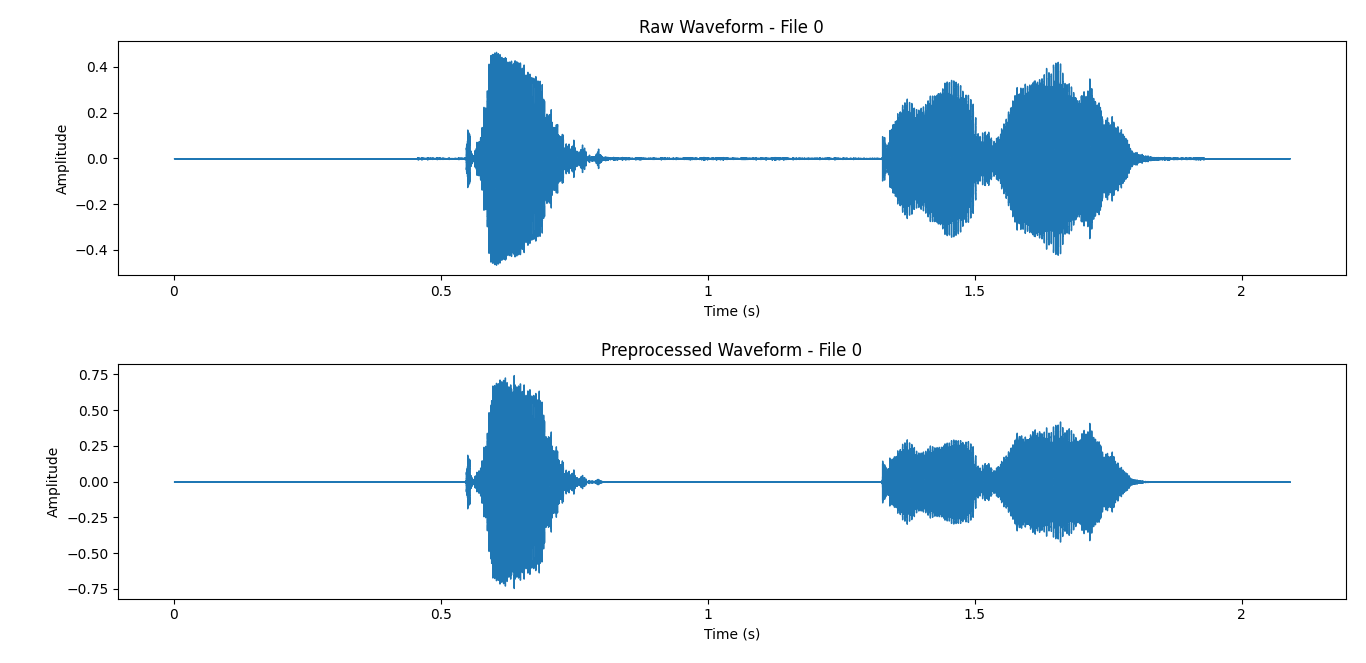 Raw Waveform - File 0
0.4
0.2
0.0
−0.2
−0.4
Amplitude
0 0.5 1 1.5 2
Time (s)
Preprocessed Waveform - File 0
0.75
0.50
0.25
0.00
−0.25
−0.50
−0.75
Amplitude
0 0.5 1 1.5 2
Time (s)